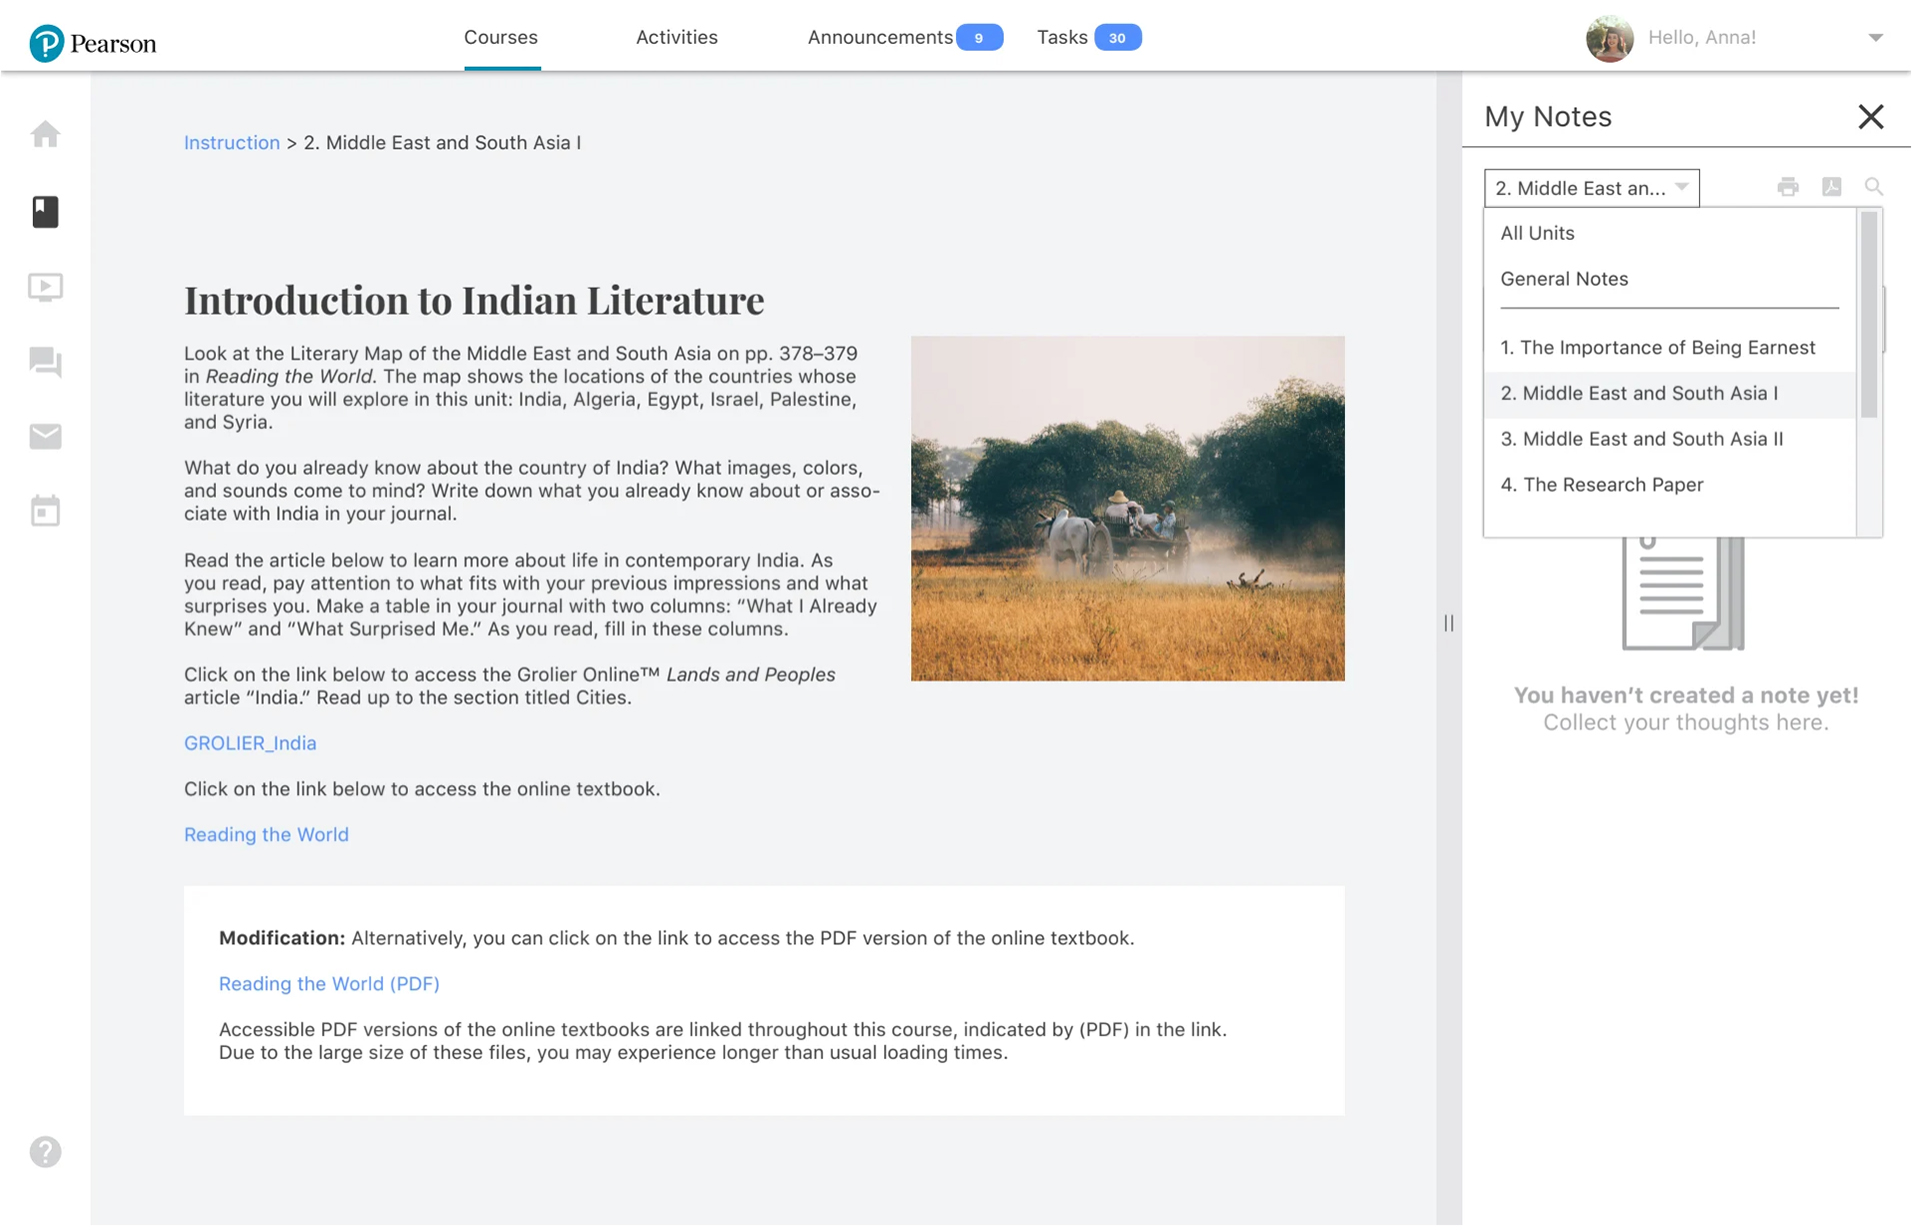 Pearson
Courses
Activities
Announcements 9
Tasks 30
Hello, Anna!
Instruction > 2. Middle East and South Asia I
Introduction to Indian Literature
Look at the Literary Map of the Middle East and South Asia on pp. 378–379
in Reading the World. The map shows the locations of the countries whose
literature you will explore in this unit: India, Algeria, Egypt, Israel, Palestine,
and Syria.
What do you already know about the country of India? What images, colors,
and sounds come to mind? Write down what you already know about or asso-
ciate with India in your journal.
Read the article below to learn more about life in contemporary India. As
you read, pay attention to what fits with your previous impressions and what
surprises you. Make a table in your journal with two columns: “What I Already
Knew” and “What Surprised Me.” As you read, fill in these columns.
Click on the link below to access the Grolier Online™ Lands and Peoples
article “India.” Read up to the section titled Cities.
GROLIER_India
Click on the link below to access the online textbook.
Reading the World
Modification: Alternatively, you can click on the link to access the PDF version of the online textbook.
Reading the World (PDF)
Accessible PDF versions of the online textbooks are linked throughout this course, indicated by (PDF) in the link.
Due to the large size of these files, you may experience longer than usual loading times.
My Notes
2. Middle East an...
All Units
General Notes
1. The Importance of Being Earnest
2. Middle East and South Asia I
3. Middle East and South Asia II
4. The Research Paper
You haven’t created a note yet!
Collect your thoughts here.